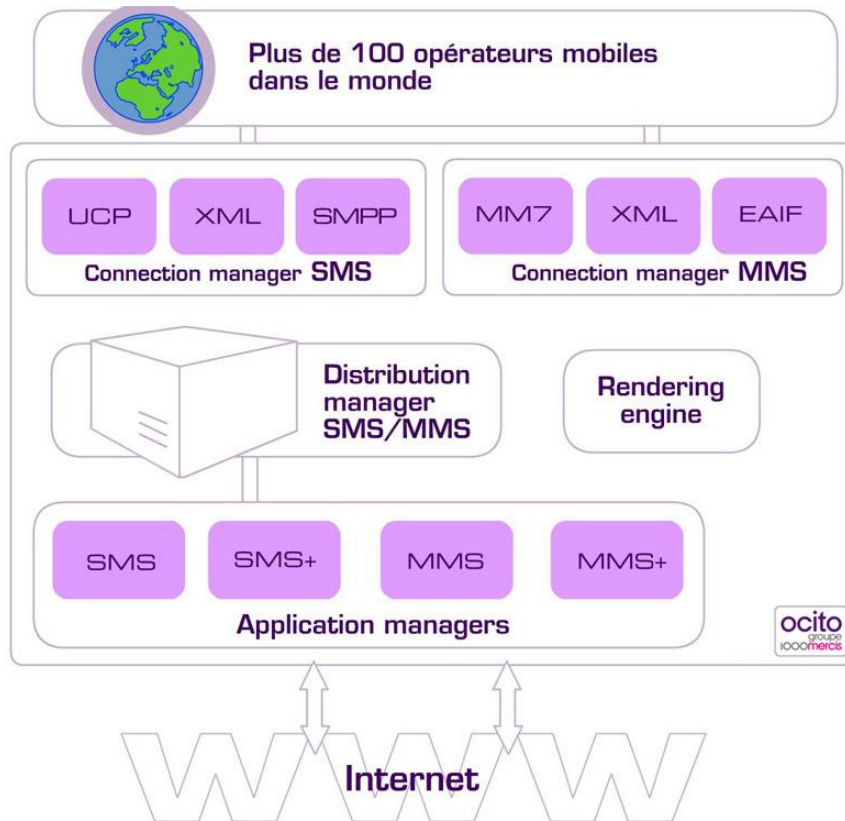 Plus de 100 opérateurs mobiles
dans le monde
UCP
XML
SMPP
Connection manager SMS
MM7
XML
EAIF
Connection manager MMS
Distribution
manager
SMS/MMS
Rendering
engine
SMS
SMS+
MMS
MMS+
Application managers
ocito
groupe
1000mercis
WWW
Internet